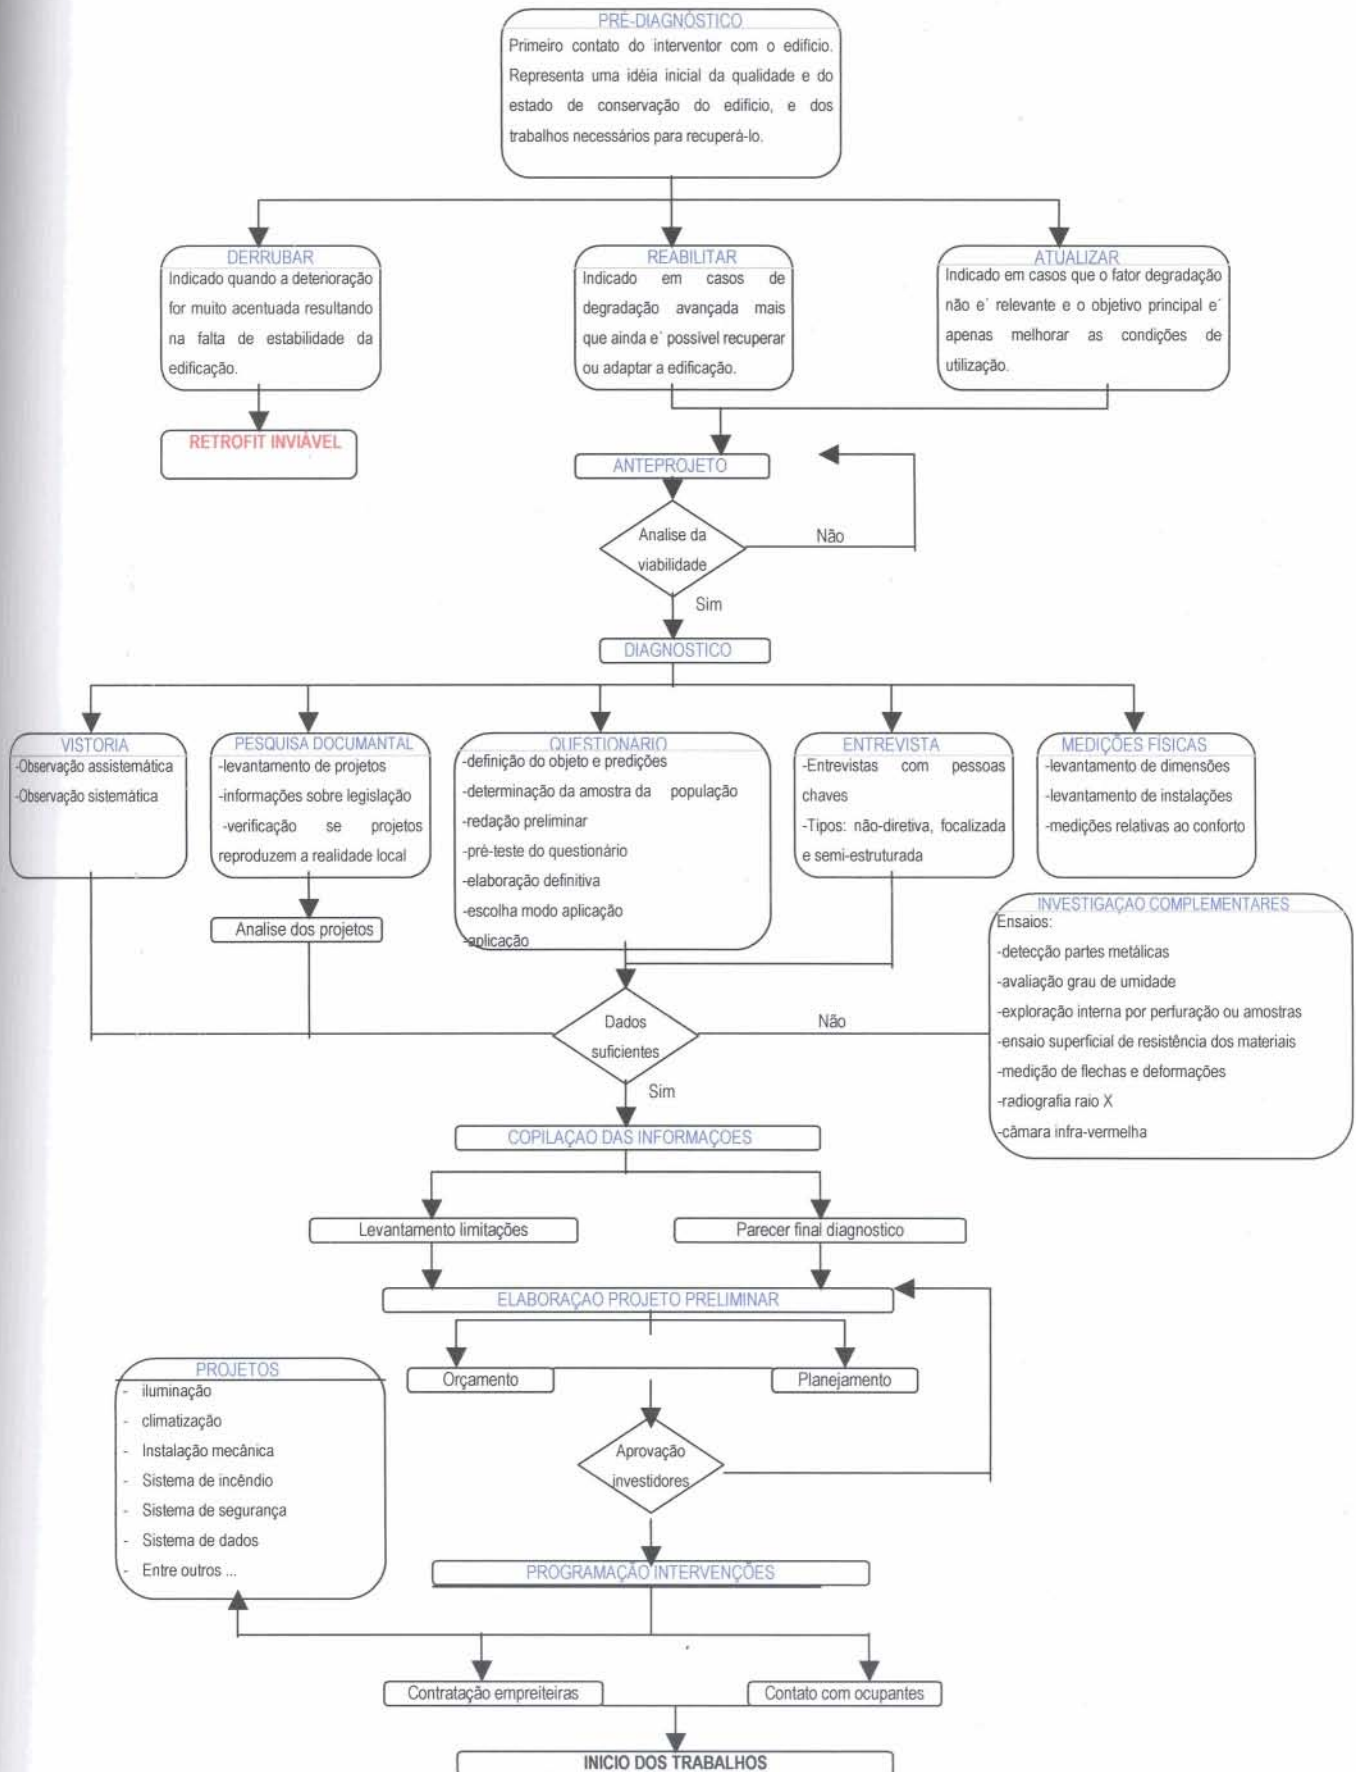 PRÉ-DIAGNÓSTICO
Primeiro contato do interventor com o edifício.
Representa uma idéia inicial da qualidade e do
estado de conservação do edifício, e dos
trabalhos necessários para recuperá-lo.
DERRUBAR
Indicado quando a deterioração
for muito acentuada resultando
na falta de estabilidade da
edificação.
REABILITAR
Indicado em casos de
degradação avançada mais
que ainda e´ possível recuperar
ou adaptar a edificação.
ATUALIZAR
Indicado em casos que o fator degradação
não e´ relevante e o objetivo principal e´
apenas melhorar as condições de
utilização.
RETROFIT INVIÁVEL
ANTEPROJETO
Analise da
viabilidade
Não
Sim
DIAGNOSTICO
VISTORIA
-Observação assistemática
-Observação sistemática
PESQUISA DOCUMANTAL
-levantamento de projetos
-informações sobre legislação
-verificação se projetos
reproduzem a realidade local
QUESTIONÁRIO
-definição do objeto e predições
-determinação da amostra da população
-redação preliminar
-pré-teste do questionário
-elaboração definitiva
-escolha modo aplicação
-aplicação
ENTREVISTA
-Entrevistas com pessoas
chaves
-Tipos: não-diretiva, focalizada
e semi-estruturada
MEDIÇÕES FÍSICAS
-levantamento de dimensões
-levantamento de instalações
-medições relativas ao conforto
Analise dos projetos
INVESTIGAÇAO COMPLEMENTARES
Ensaios:
-detecção partes metálicas
-avaliação grau de umidade
-exploração interna por perfuração ou amostras
-ensaio superficial de resistência dos materiais
-medição de flechas e deformações
-radiografia raio X
-câmara infra-vermelha
Dados
suficientes
Não
Sim
COPILAÇAO DAS INFORMAÇOES
Levantamento limitações
Parecer final diagnostico
ELABORAÇAO PROJETO PRELIMINAR
Orçamento
Planejamento
PROJETOS
- iluminação
- climatização
- Instalação mecânica
- Sistema de incêndio
- Sistema de segurança
- Sistema de dados
- Entre outros ...
Aprovação
investidores
PROGRAMAÇÃO INTERVENÇÕES
Contratação empreiteiras
Contato com ocupantes
INICIO DOS TRABALHOS